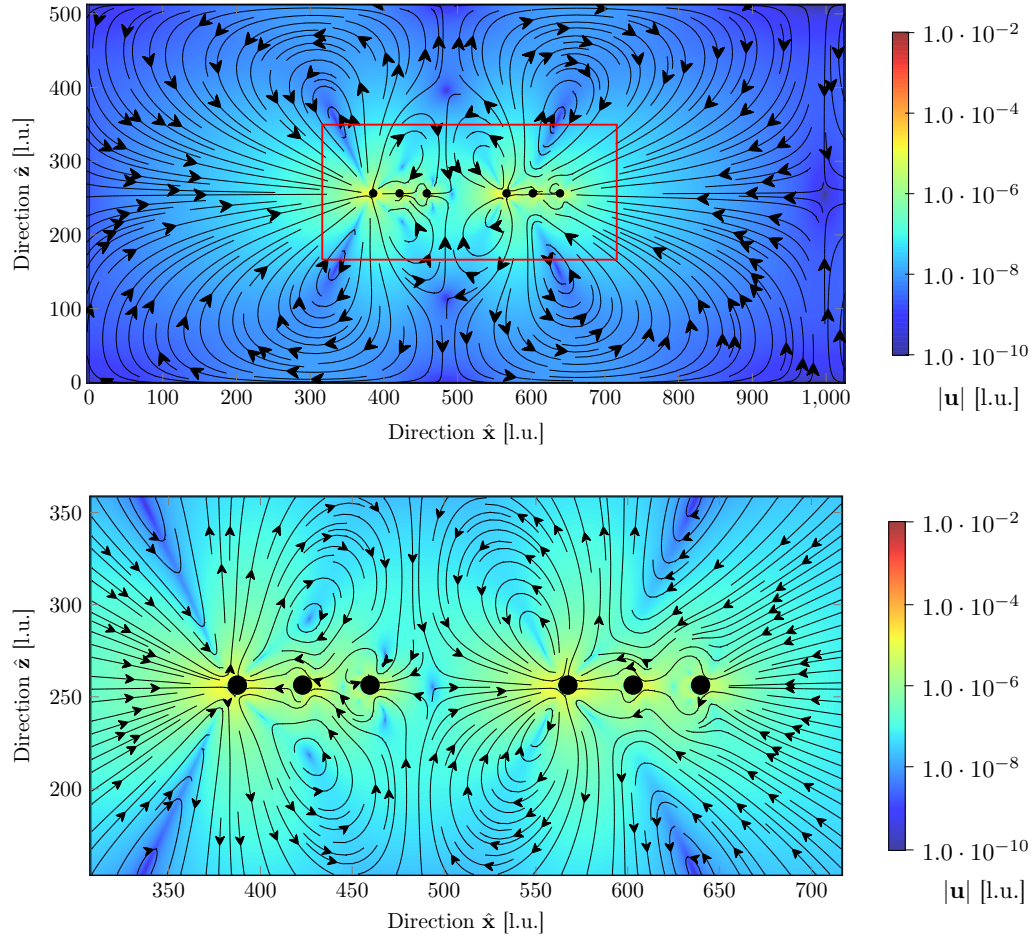 500
400
300
200
100
0
Direction ẑ [l.u.]
0 100 200 300 400 500 600 700 800 900 1,000
Direction x̂ [l.u.]
1.0 · 10⁻²
1.0 · 10⁻⁴
1.0 · 10⁻⁶
1.0 · 10⁻⁸
1.0 · 10⁻¹⁰
|u| [l.u.]
350
300
250
200
Direction ẑ [l.u.]
350 400 450 500 550 600 650 700
Direction x̂ [l.u.]
1.0 · 10⁻²
1.0 · 10⁻⁴
1.0 · 10⁻⁶
1.0 · 10⁻⁸
1.0 · 10⁻¹⁰
|u| [l.u.]